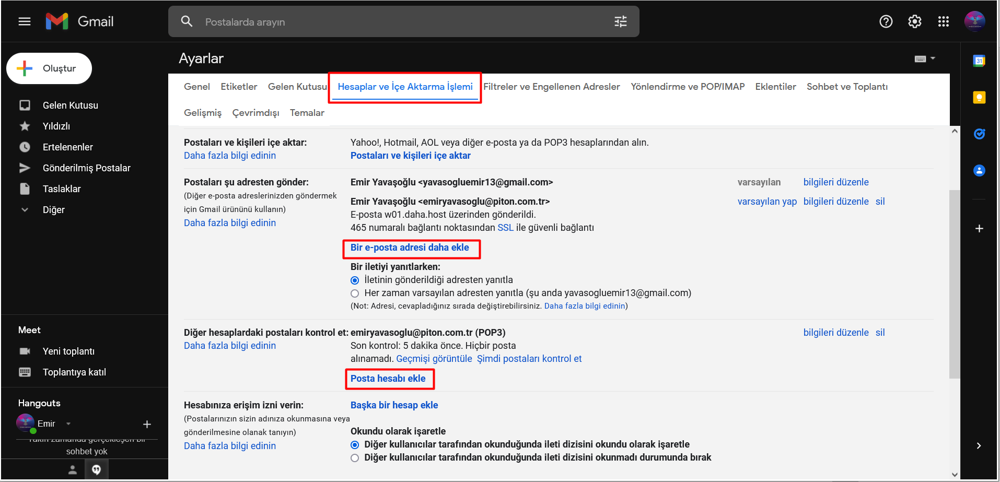 Gmail
Postalarda arayın
Oluştur
Gelen Kutusu
Yıldızlı
Ertelenenler
Gönderilmiş Postalar
Taslaklar
Diğer
Meet
Yeni toplantı
Toplantıya katıl
Hangouts
Emir
Yakın zamanda gerçekleşen bir
sohbet yok
Ayarlar
Genel Etiketler Gelen Kutusu Hesaplar ve İçe Aktarma İşlemi Filtreler ve Engellenen Adresler Yönlendirme ve POP/IMAP Eklentiler Sohbet ve Toplantı
Gelişmiş Çevrimdışı Temalar
Postaları ve kişileri içe aktar: Yahoo!, Hotmail, AOL veya diğer e-posta ya da POP3 hesaplarından alın.
Daha fazla bilgi edinin Postaları ve kişileri içe aktar
Postaları şu adresten gönder: Emir Yavaşoğlu <yavasogluemir13@gmail.com> varsayılan bilgileri düzenle
(Diğer e-posta adreslerinizden göndermek
için Gmail ürününü kullanın)
Daha fazla bilgi edinin
Emir Yavaşoğlu <emiryavasoglu@piton.com.tr> varsayılan yap bilgileri düzenle sil
E-posta w01.daha.host üzerinden gönderildi.
465 numaralı bağlantı noktasından SSL ile güvenli bağlantı
Bir e-posta adresi daha ekle
Bir iletiyi yanıtlarken:
İletinin gönderildiği adresten yanıtla
Her zaman varsayılan adresten yanıtla (şu anda yavasogluemir13@gmail.com)
(Not: Adresi, cevapladığınız sırada değiştirebilirsiniz. Daha fazla bilgi edinin)
Diğer hesaplardaki postaları kontrol et: emiryavasoglu@piton.com.tr (POP3) bilgileri düzenle sil
Daha fazla bilgi edinin Son kontrol: 5 dakika önce. Hiçbir posta
alınamadı. Geçmişi görüntüle Şimdi postaları kontrol et
Posta hesabı ekle
Hesabınıza erişim izni verin: Başka bir hesap ekle
(Postalarınızın sizin adınıza okunmasına veya
gönderilmesine olanak tanıyın)
Daha fazla bilgi edinin
Okundu olarak işaretle
Diğer kullanıcılar tarafından okunduğunda ileti dizisini okundu olarak işaretle
Diğer kullanıcılar tarafından okunduğunda ileti dizisini okunmadı durumunda bırak
31